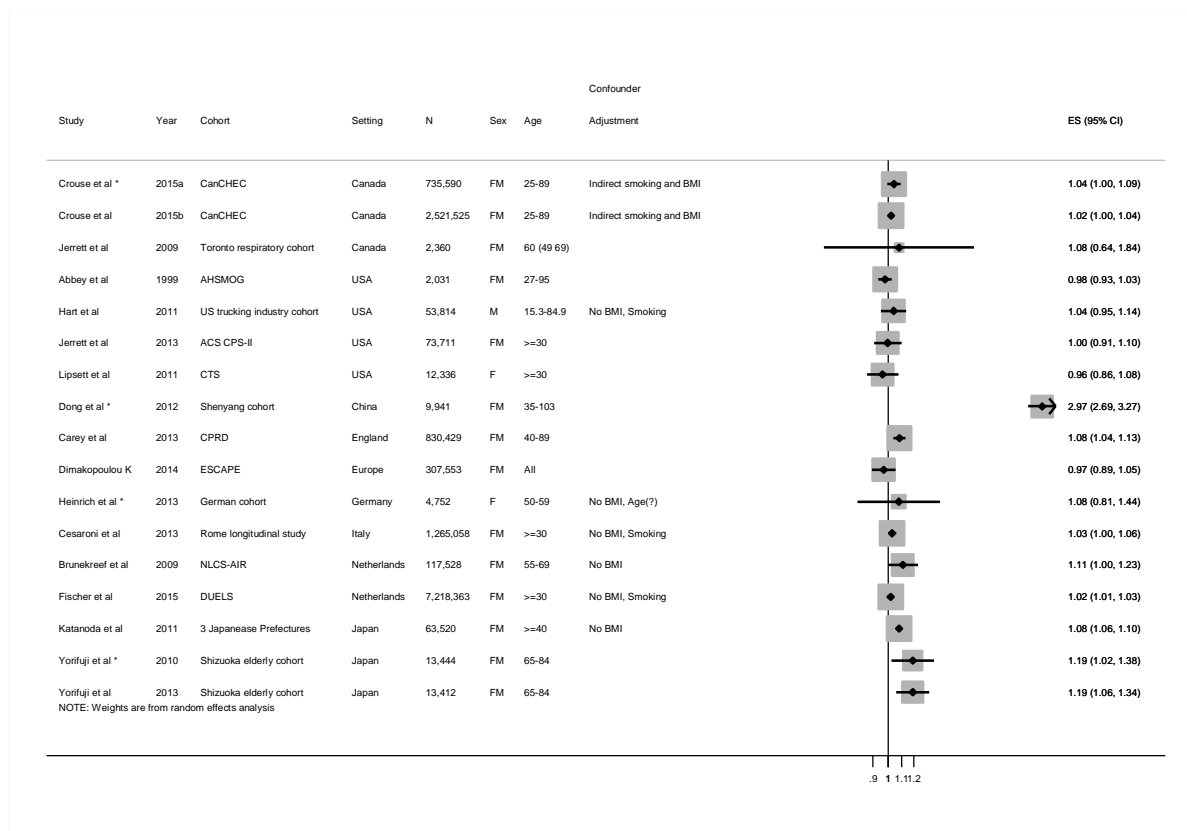 Confounder
Study Year Cohort Setting N Sex Age Adjustment ES (95% CI)
Crouse et al * 2015a CanCHEC Canada 735,590 FM 25-89 Indirect smoking and BMI 1.04 (1.00, 1.09)
Crouse et al 2015b CanCHEC Canada 2,521,525 FM 25-89 Indirect smoking and BMI 1.02 (1.00, 1.04)
Jerrett et al 2009 Toronto respiratory cohort Canada 2,360 FM 60 (49 69) 1.08 (0.64, 1.84)
Abbey et al 1999 AHSMOG USA 2,031 FM 27-95 0.98 (0.93, 1.03)
Hart et al 2011 US trucking industry cohort USA 53,814 M 15.3-84.9 No BMI, Smoking 1.04 (0.95, 1.14)
Jerrett et al 2013 ACS CPS-II USA 73,711 FM >=30 1.00 (0.91, 1.10)
Lipsett et al 2011 CTS USA 12,336 F >=30 0.96 (0.86, 1.08)
Dong et al * 2012 Shenyang cohort China 9,941 FM 35-103 2.97 (2.69, 3.27)
Carey et al 2013 CPRD England 830,429 FM 40-89 1.08 (1.04, 1.13)
Dimakopoulou K 2014 ESCAPE Europe 307,553 FM All 0.97 (0.89, 1.05)
Heinrich et al * 2013 German cohort Germany 4,752 F 50-59 No BMI, Age(?) 1.08 (0.81, 1.44)
Cesaroni et al 2013 Rome longitudinal study Italy 1,265,058 FM >=30 No BMI, Smoking 1.03 (1.00, 1.06)
Brunekreef et al 2009 NLCS-AIR Netherlands 117,528 FM 55-69 No BMI 1.11 (1.00, 1.23)
Fischer et al 2015 DUELS Netherlands 7,218,363 FM >=30 No BMI, Smoking 1.02 (1.01, 1.03)
Katanoda et al 2011 3 Japanease Prefectures Japan 63,520 FM >=40 No BMI 1.08 (1.06, 1.10)
Yorifuji et al * 2010 Shizuoka elderly cohort Japan 13,444 FM 65-84 1.19 (1.02, 1.38)
Yorifuji et al 2013 Shizuoka elderly cohort Japan 13,412 FM 65-84 1.19 (1.06, 1.34)
NOTE: Weights are from random effects analysis
.9 1 1.1 1.2